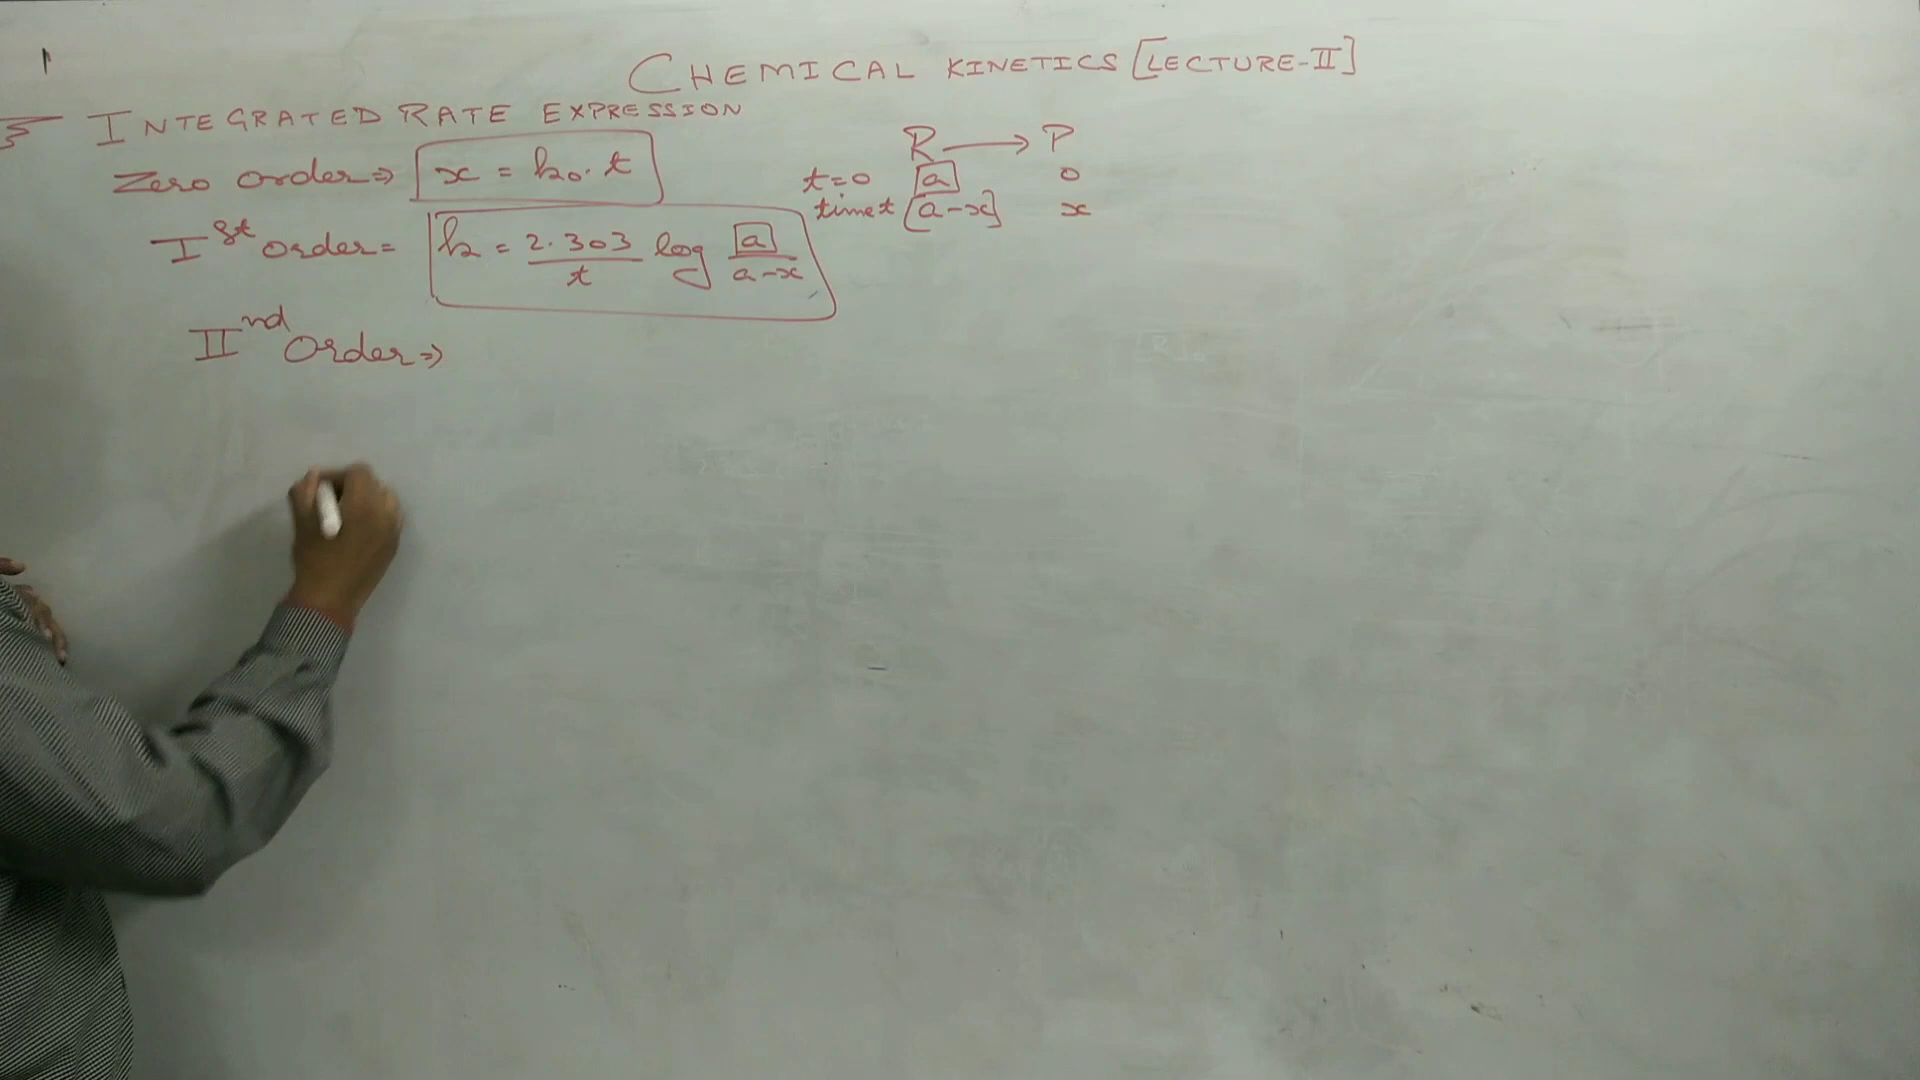 CHEMICAL KINETICS [LECTURE-II]
INTEGRATED RATE EXPRESSION
R ⟶ P
Zero order⇒ x = k₀.t
t=0 [a] 0
time t [a-x] x
Iˢᵗ order= k = 2.303/t log [a]/a-x
IIⁿᵈ Order⇒